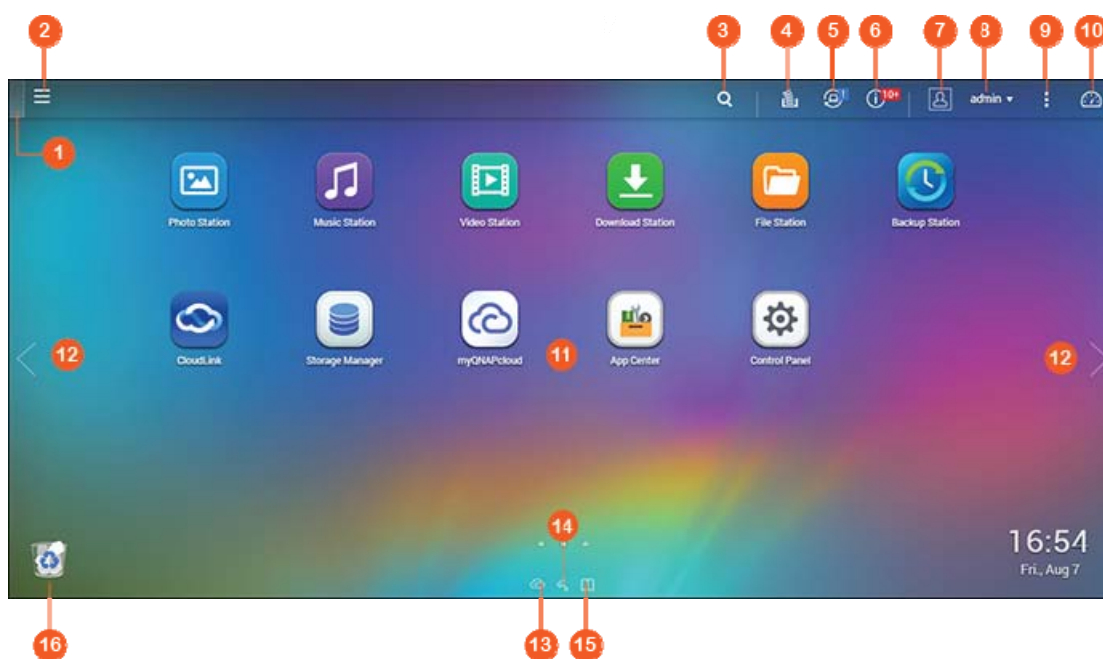 2 3 4 5 6 7 8 9 10
10+ admin
1
Photo Station Music Station Video Station Download Station File Station Backup Station
12 12
CloudLink Storage Manager myQNAPcloud 11 App Center Control Panel
14
16:54
Fri., Aug 7
16 13 15